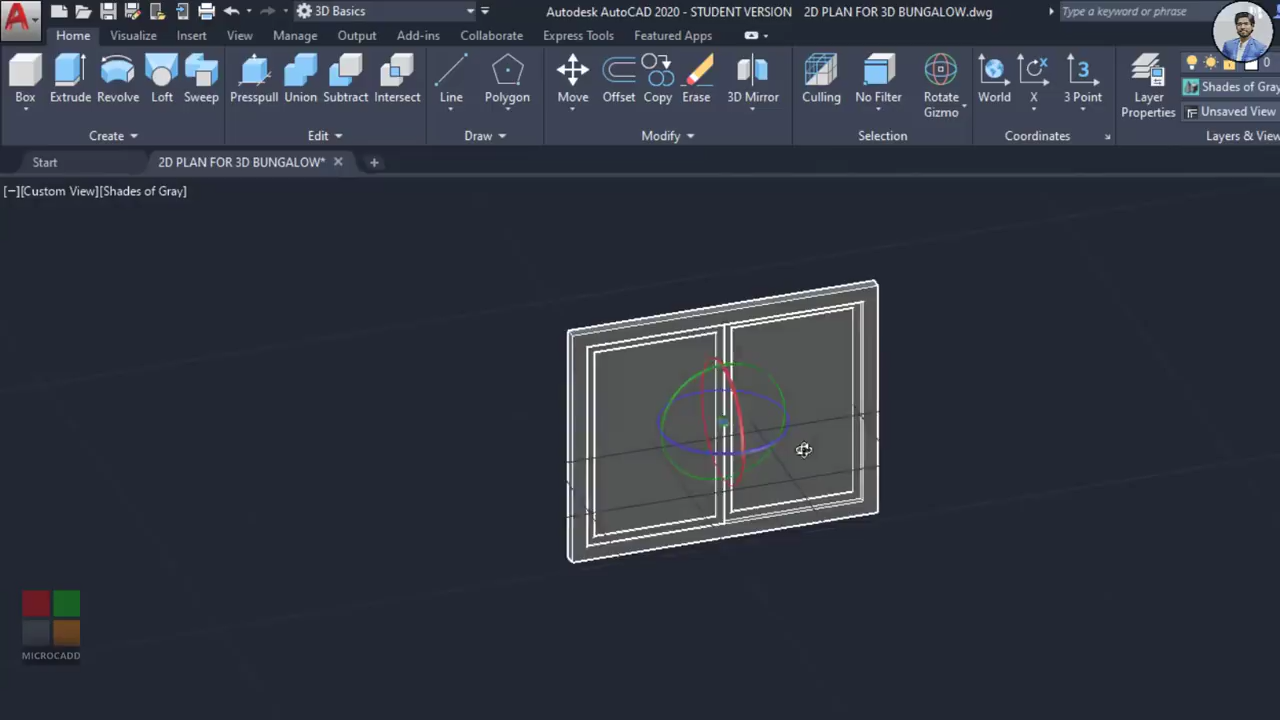 3D Basics
Autodesk AutoCAD 2020 - STUDENT VERSION 2D PLAN FOR 3D BUNGALOW.dwg
Type a keyword or phrase
Home Visualize Insert View Manage Output Add-ins Collaborate Express Tools Featured Apps
Box Extrude Revolve Loft Sweep Presspull Union Subtract Intersect Line Polygon Move Offset Copy Erase 3D Mirror Culling No Filter Rotate Gizmo World X 3 Point Layer Properties
0
Shades of Gray
Unsaved View
Create Edit Draw Modify Selection Coordinates Layers & View
Start 2D PLAN FOR 3D BUNGALOW*
[−][Custom View][Shades of Gray]
MICROCADD